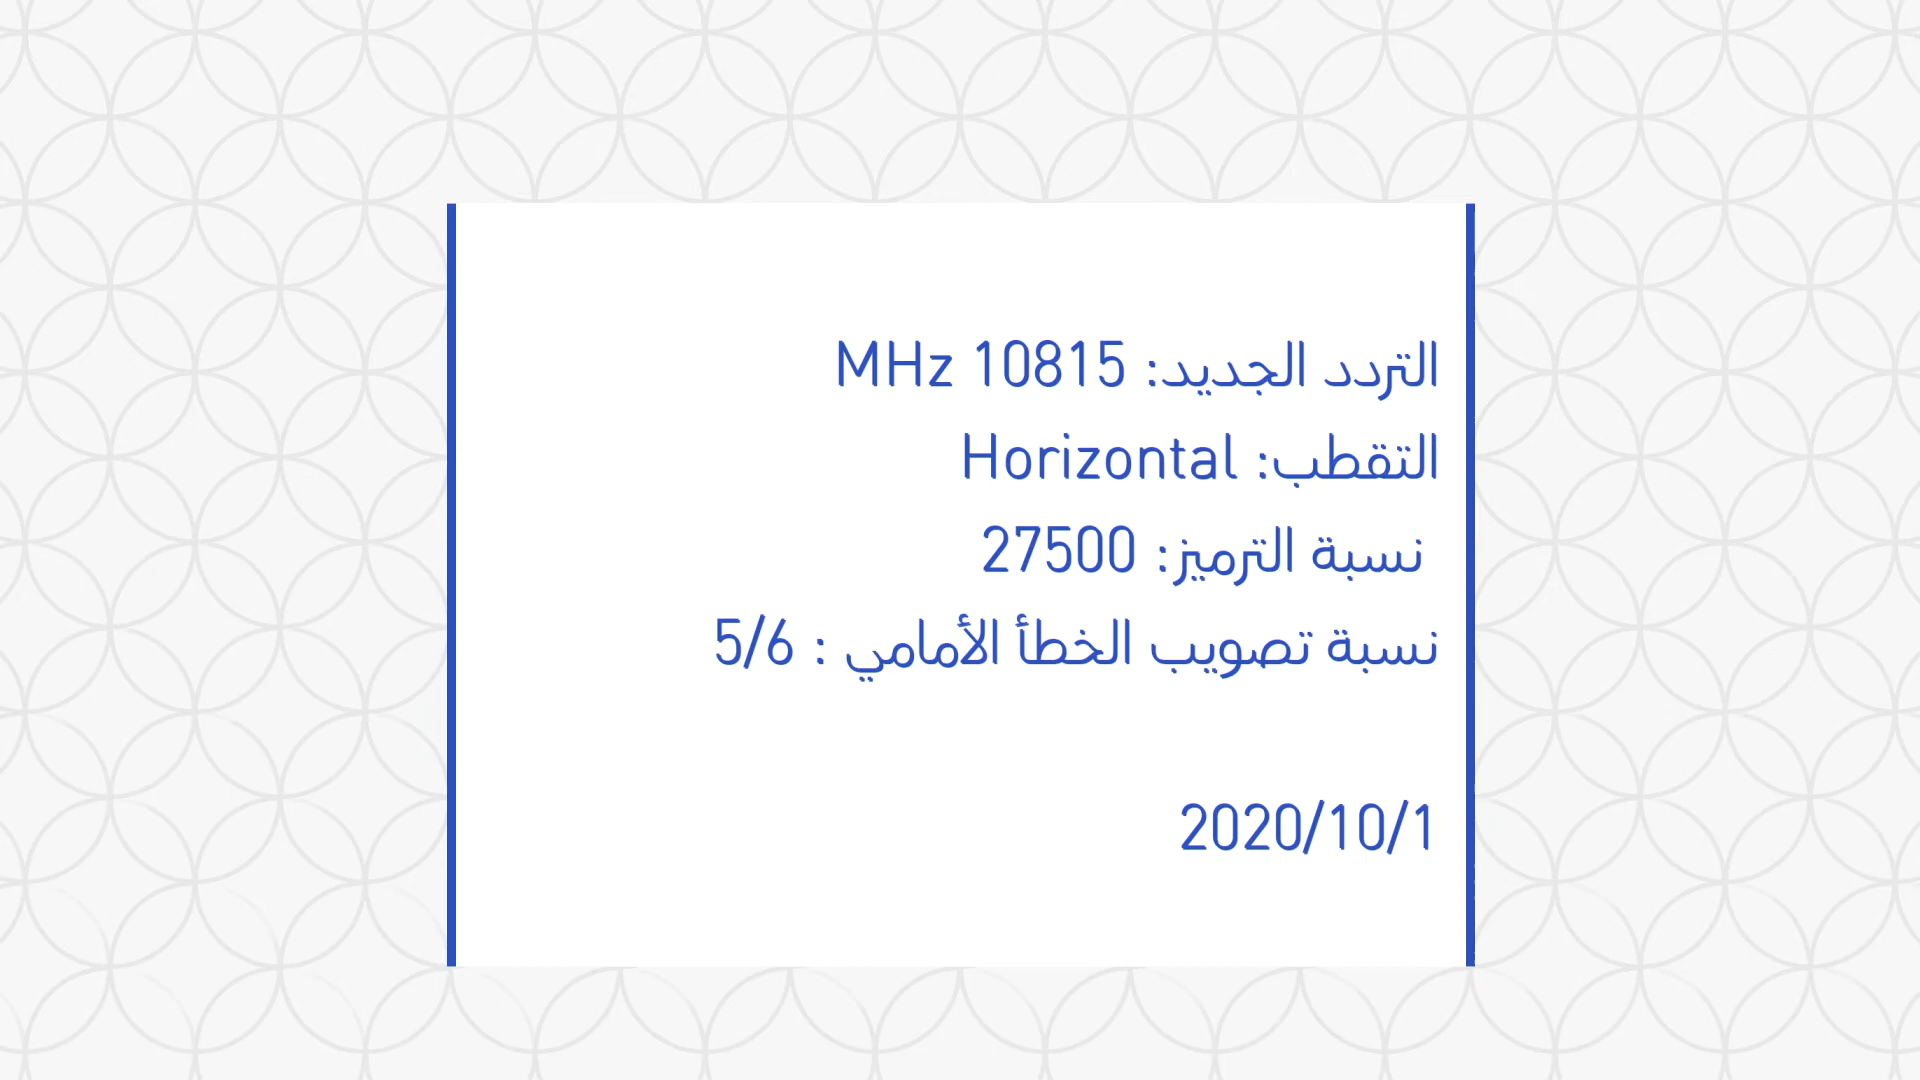 التردد الجديد: 10815 MHz
التقطب: Horizontal
نسبة الترميز: 27500
نسبة تصويب الخطأ الأمامي : 5/6
2020/10/1